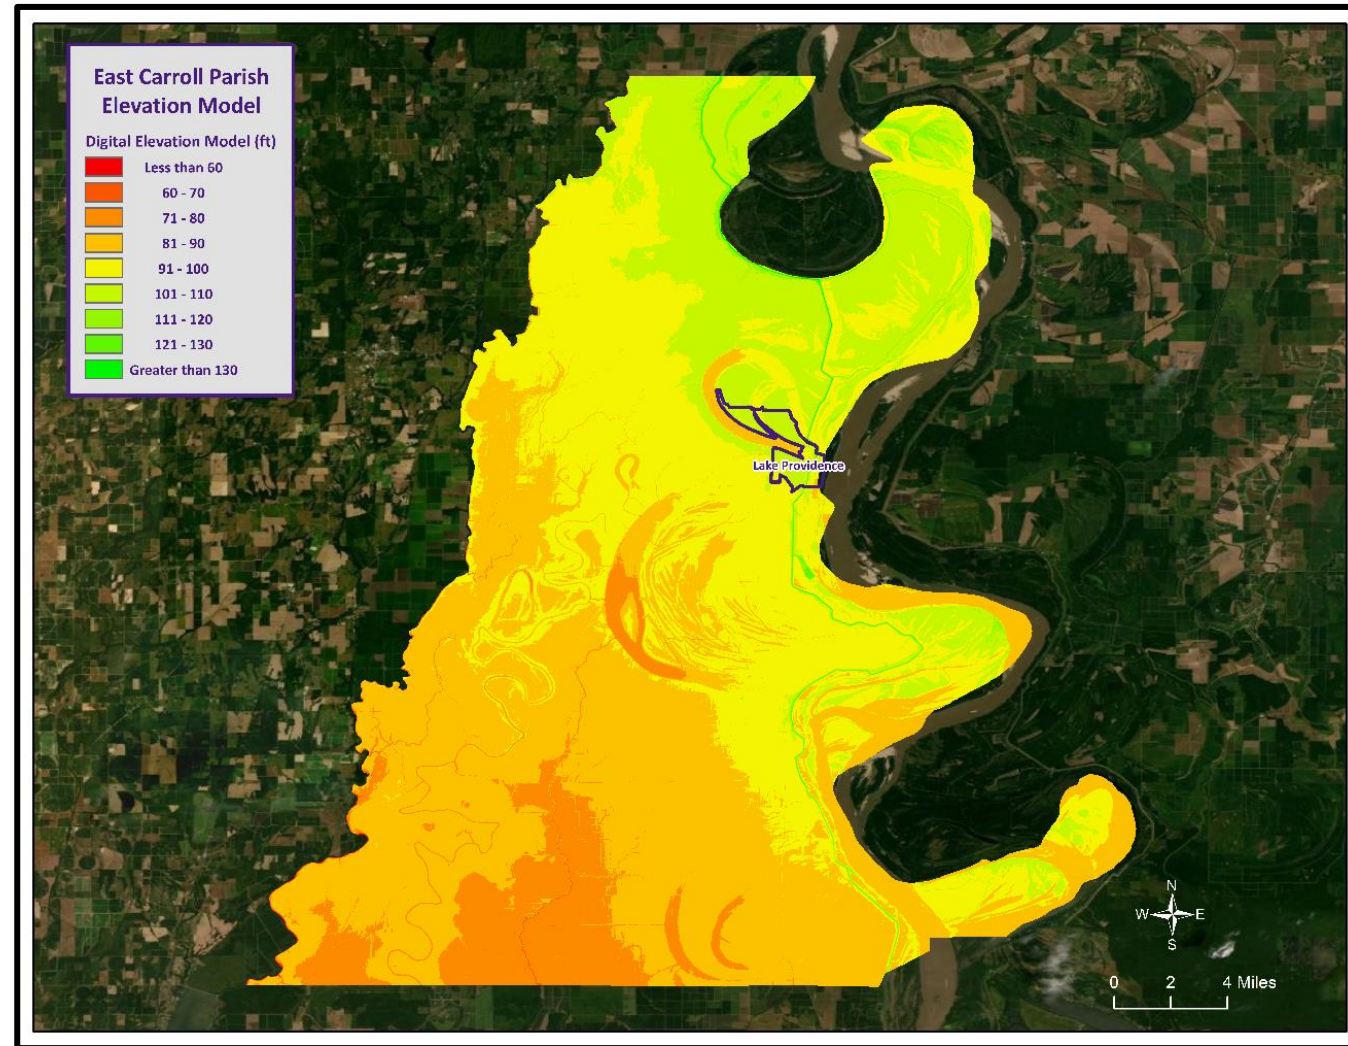 East Carroll Parish
Elevation Model
Digital Elevation Model (ft)
Less than 60
60 - 70
71 - 80
81 - 90
91 - 100
101 - 110
111 - 120
121 - 130
Greater than 130
Lake Providence
N
W E
S
0 2 4 Miles